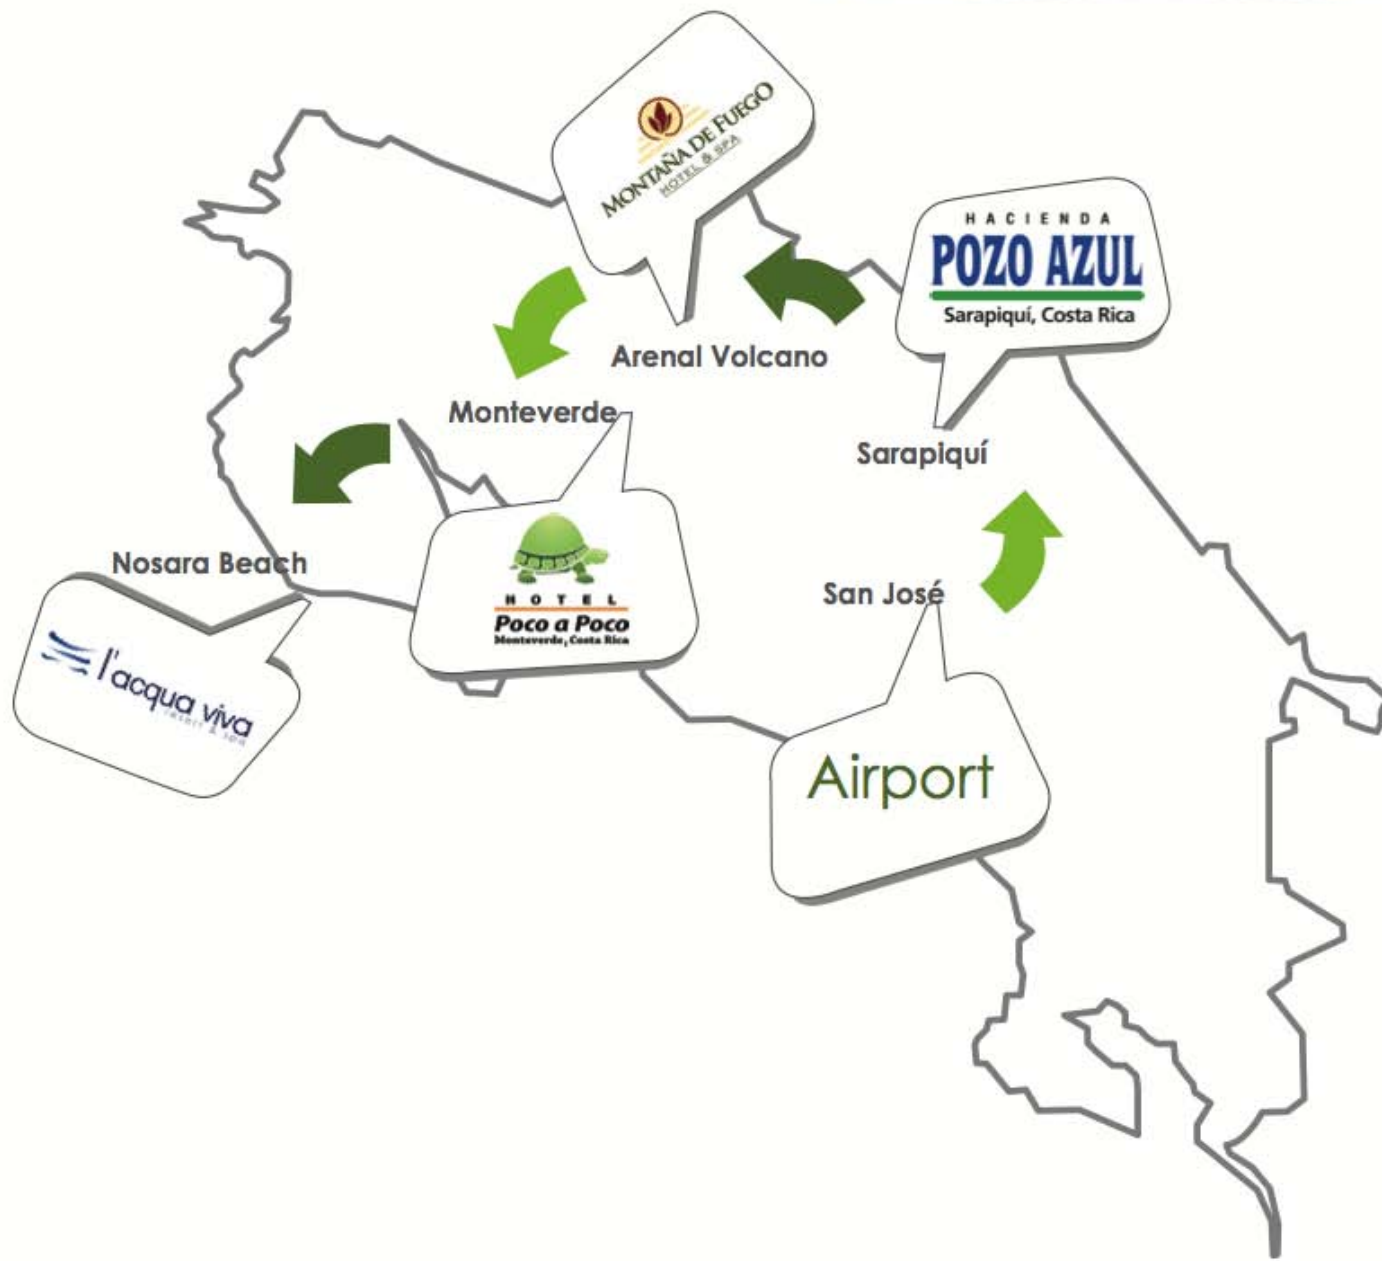 MONTAÑA DE FUEGO
HOTEL & SPA
HACIENDA
POZO AZUL
Sarapiquí, Costa Rica
Arenal Volcano
Monteverde
Sarapiquí
HOTEL
Poco a Poco
Monteverde, Costa Rica
Nosara Beach
San José
l'acqua viva
resort & spa
Airport